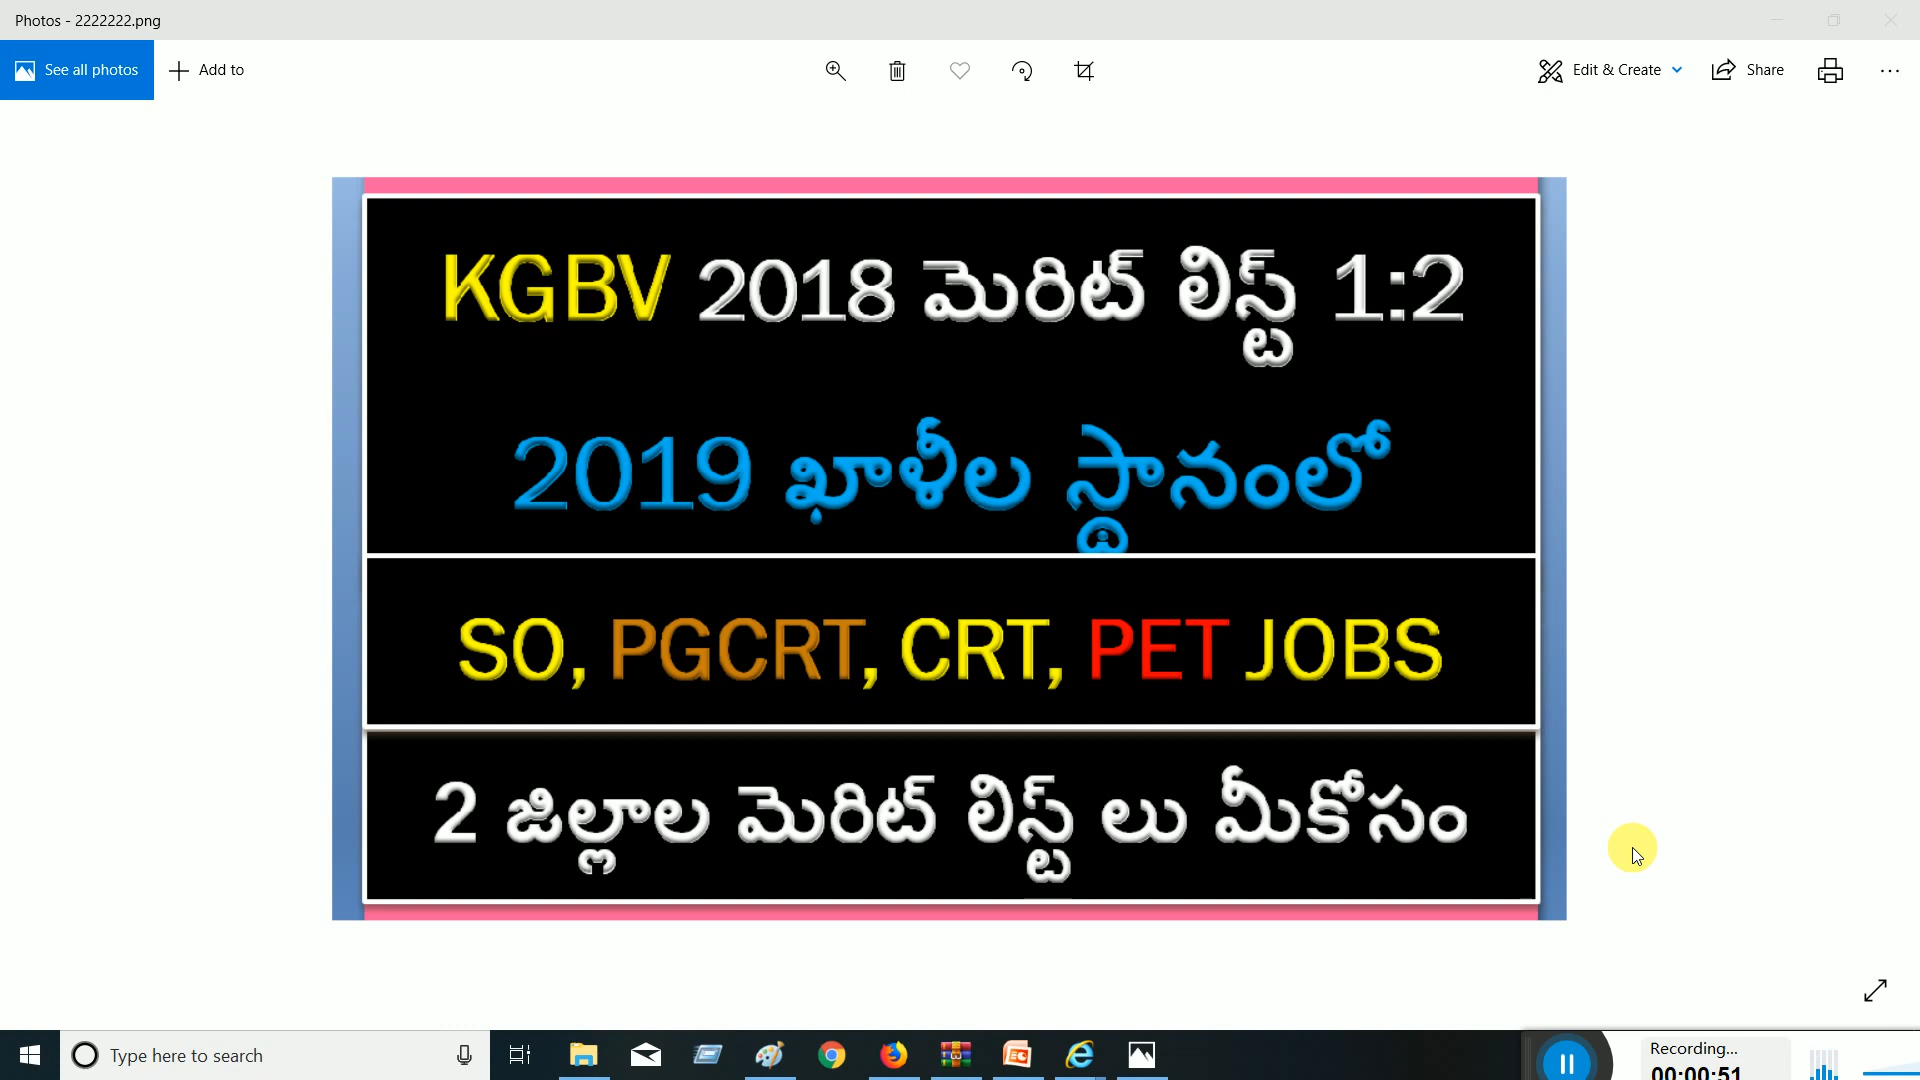 Photos - 2222222.png
See all photos
Add to
Edit & Create
Share
KGBV 2018 మెరిట్ లిస్ట్ 1:2
2019 ఖాళీల స్థానంలో
SO, PGCRT, CRT, PET JOBS
2 జిల్లాల మెరిట్ లిస్ట్ లు మీకోసం
Type here to search
Recording...
00:00:51